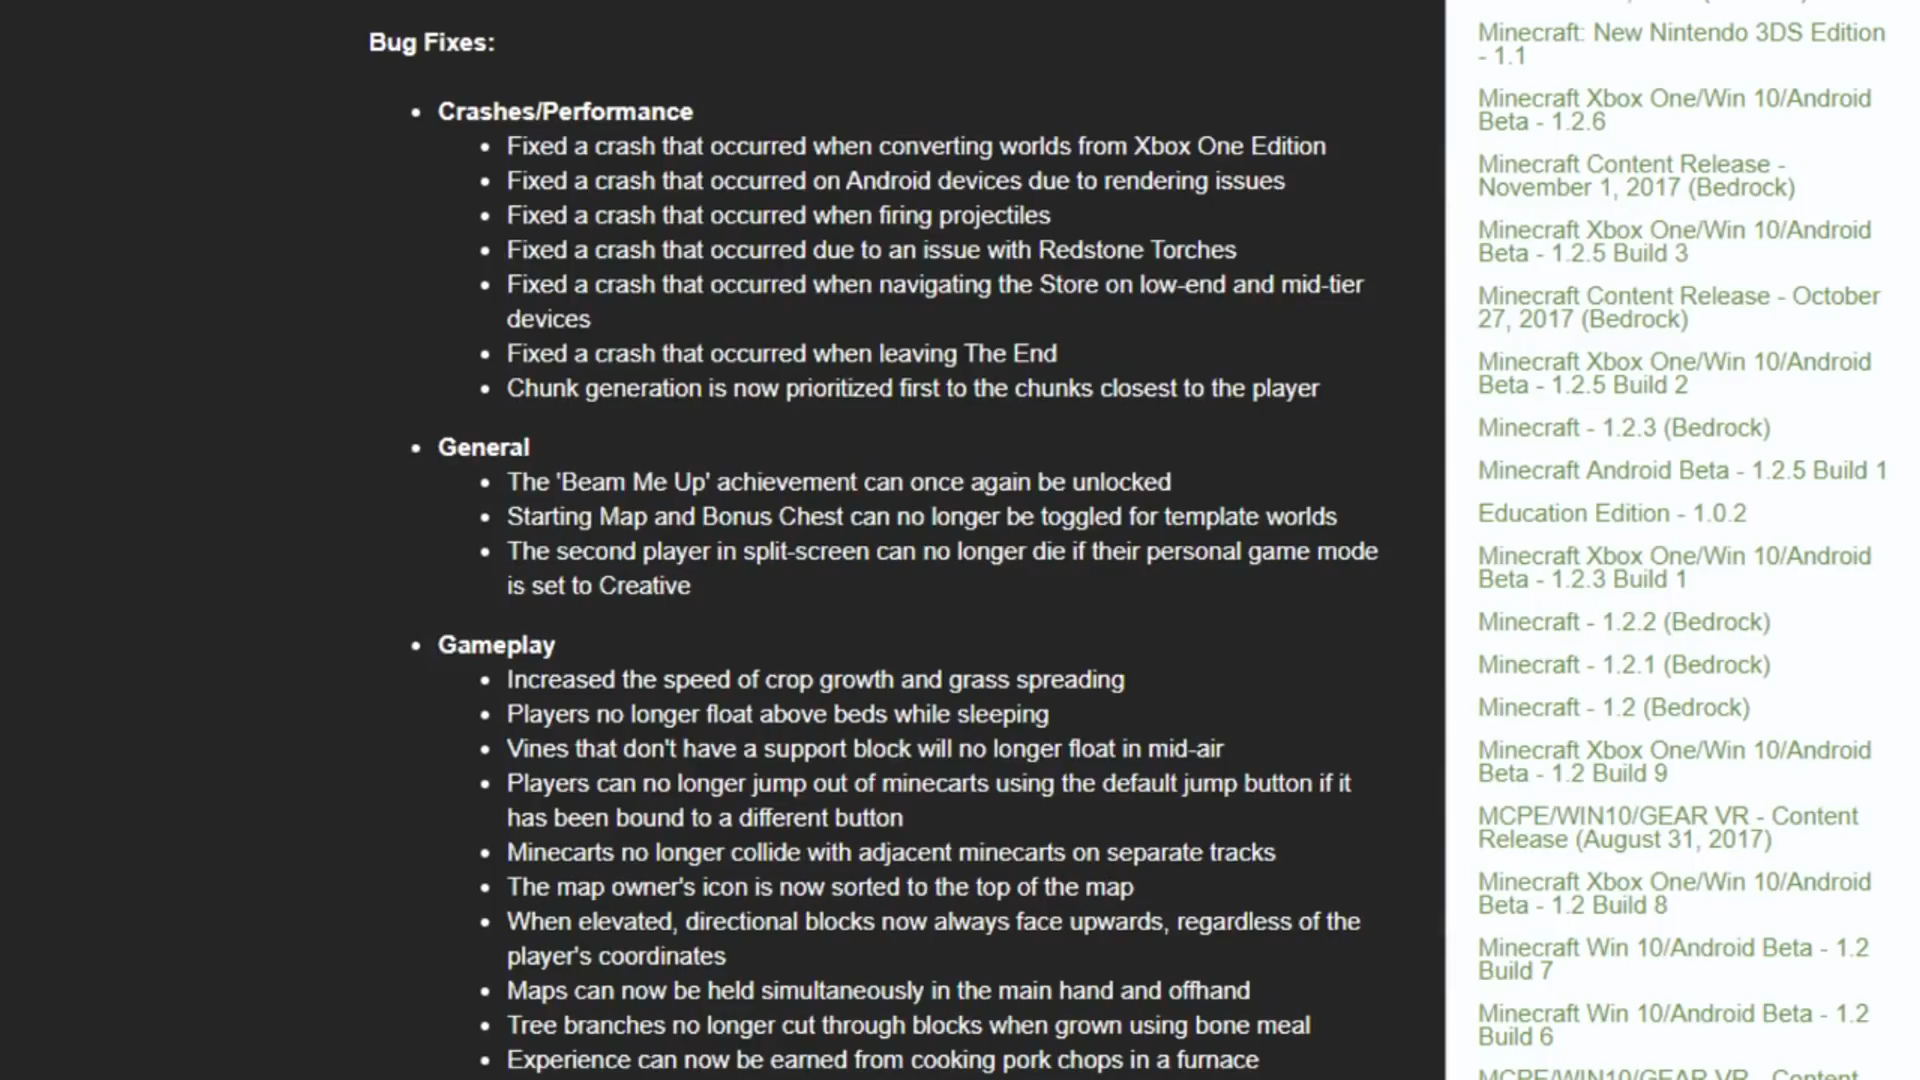 Bug Fixes:
Crashes/Performance
Fixed a crash that occurred when converting worlds from Xbox One Edition
Fixed a crash that occurred on Android devices due to rendering issues
Fixed a crash that occurred when firing projectiles
Fixed a crash that occurred due to an issue with Redstone Torches
Fixed a crash that occurred when navigating the Store on low-end and mid-tier
devices
Fixed a crash that occurred when leaving The End
Chunk generation is now prioritized first to the chunks closest to the player
General
The 'Beam Me Up' achievement can once again be unlocked
Starting Map and Bonus Chest can no longer be toggled for template worlds
The second player in split-screen can no longer die if their personal game mode
is set to Creative
Gameplay
Increased the speed of crop growth and grass spreading
Players no longer float above beds while sleeping
Vines that don't have a support block will no longer float in mid-air
Players can no longer jump out of minecarts using the default jump button if it
has been bound to a different button
Minecarts no longer collide with adjacent minecarts on separate tracks
The map owner's icon is now sorted to the top of the map
When elevated, directional blocks now always face upwards, regardless of the
player's coordinates
Maps can now be held simultaneously in the main hand and offhand
Tree branches no longer cut through blocks when grown using bone meal
Experience can now be earned from cooking pork chops in a furnace
Minecraft: New Nintendo 3DS Edition
- 1.1
Minecraft Xbox One/Win 10/Android
Beta - 1.2.6
Minecraft Content Release -
November 1, 2017 (Bedrock)
Minecraft Xbox One/Win 10/Android
Beta - 1.2.5 Build 3
Minecraft Content Release - October
27, 2017 (Bedrock)
Minecraft Xbox One/Win 10/Android
Beta - 1.2.5 Build 2
Minecraft - 1.2.3 (Bedrock)
Minecraft Android Beta - 1.2.5 Build 1
Education Edition - 1.0.2
Minecraft Xbox One/Win 10/Android
Beta - 1.2.3 Build 1
Minecraft - 1.2.2 (Bedrock)
Minecraft - 1.2.1 (Bedrock)
Minecraft - 1.2 (Bedrock)
Minecraft Xbox One/Win 10/Android
Beta - 1.2 Build 9
MCPE/WIN10/GEAR VR - Content
Release (August 31, 2017)
Minecraft Xbox One/Win 10/Android
Beta - 1.2 Build 8
Minecraft Win 10/Android Beta - 1.2
Build 7
Minecraft Win 10/Android Beta - 1.2
Build 6
MCPE/WIN10/GEAR VR - Content